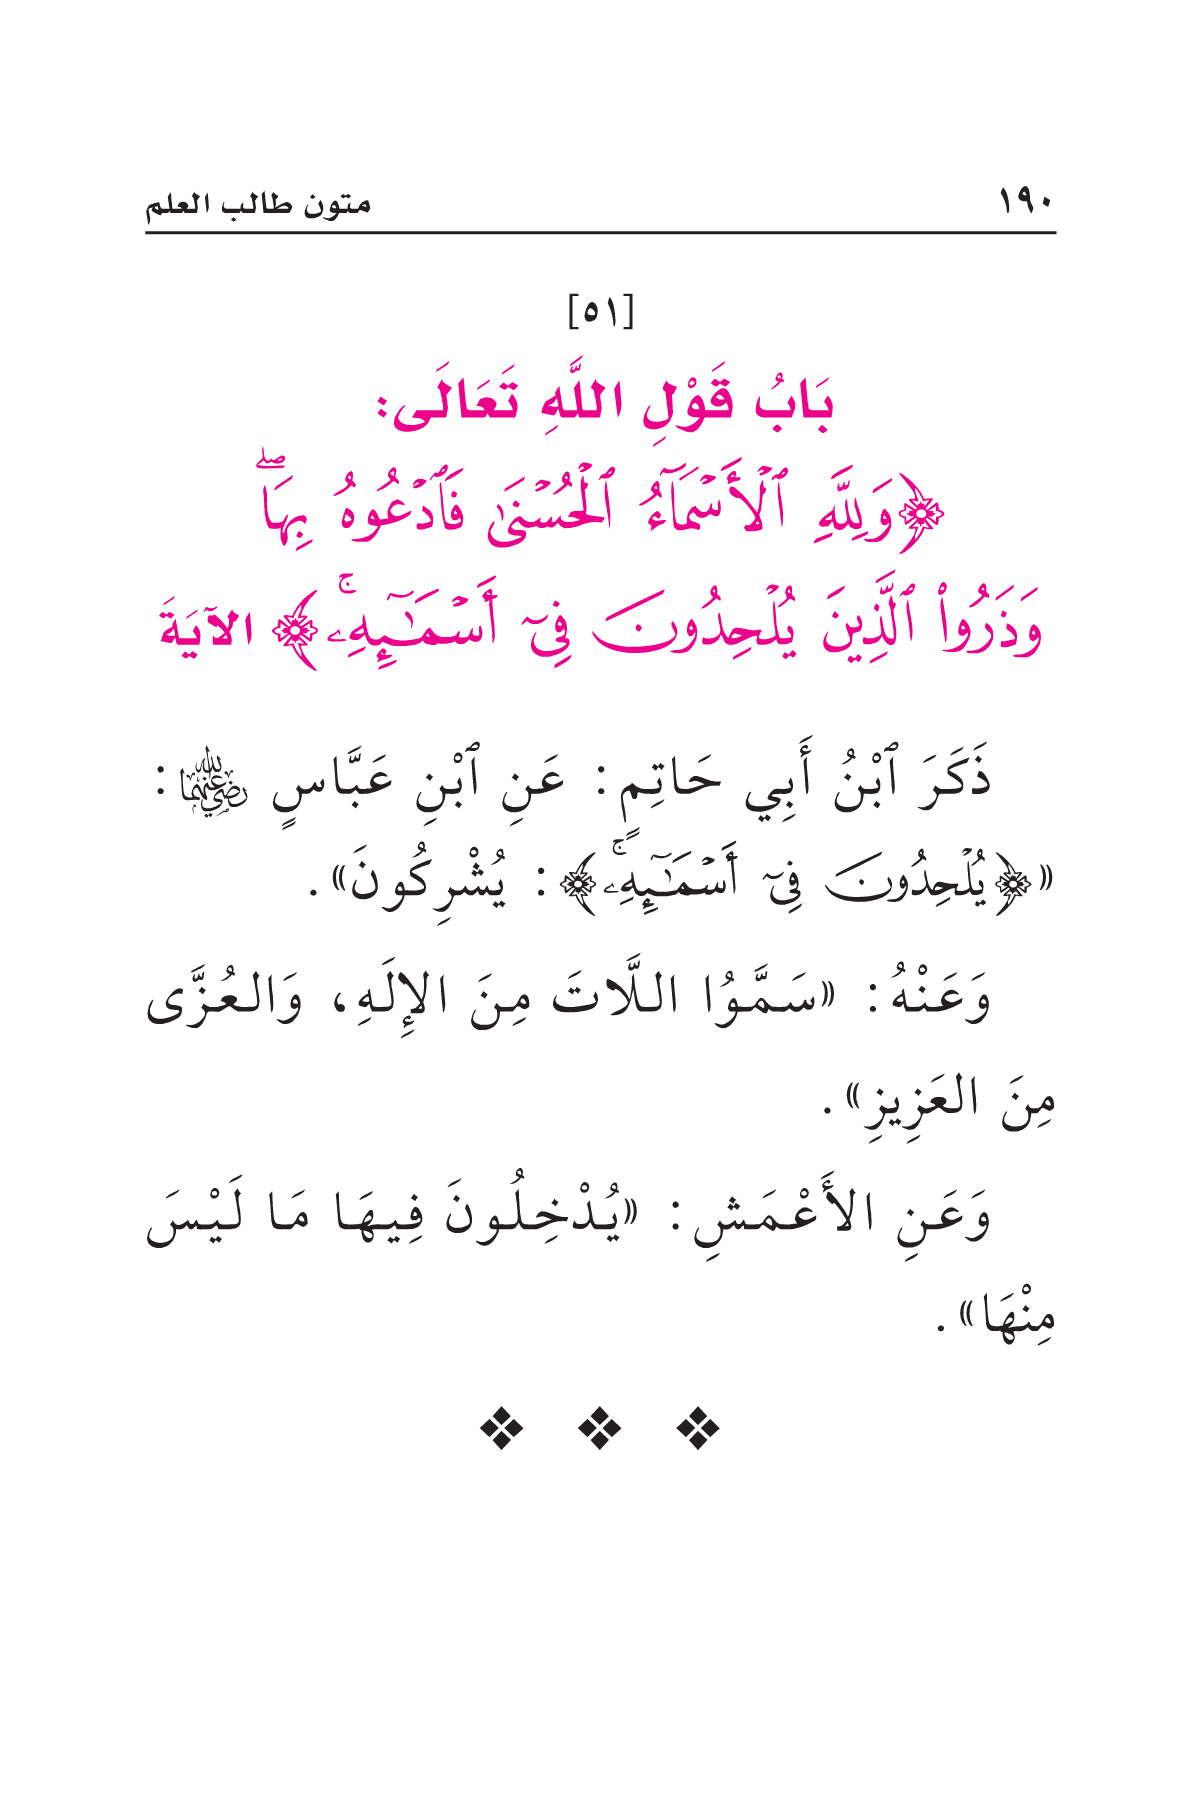 ١٩٠ متون طالب العلم
[٥١]
بَابُ قَوْلِ اللَّهِ تَعَالَى:
﴿وَلِلَّهِ ٱلْأَسْمَآءُ ٱلْحُسْنَىٰ فَٱدْعُوهُ بِهَا ۖ
وَذَرُوا۟ ٱلَّذِينَ يُلْحِدُونَ فِىٓ أَسْمَـٰٓئِهِۦ ۚ﴾ الآيَةَ
ذَكَرَ ٱبْنُ أَبِي حَاتِمٍ: عَنِ ٱبْنِ عَبَّاسٍ رضي الله عنهما:
«﴿يُلْحِدُونَ فِىٓ أَسْمَـٰٓئِهِۦ ۚ﴾: يُشْرِكُونَ».
وَعَنْهُ: «سَمَّوُا اللَّاتَ مِنَ الإِلَهِ، وَالعُزَّى
مِنَ العَزِيزِ».
وَعَنِ الأَعْمَشِ: «يُدْخِلُونَ فِيهَا مَا لَيْسَ
مِنْهَا».